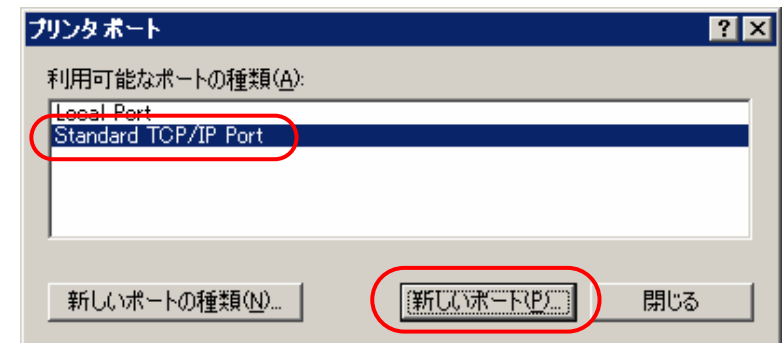 プリンタ ポート
利用可能なポートの種類(A):
Local Port
Standard TCP/IP Port
新しいポートの種類(N)... 新しいポート(P)... 閉じる